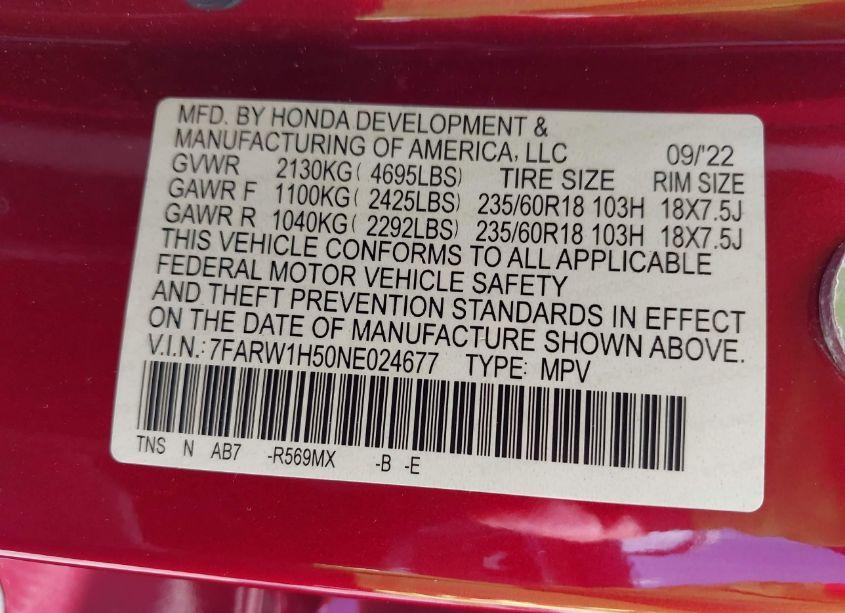 MFD. BY HONDA DEVELOPMENT &
MANUFACTURING OF AMERICA, LLC 09/'22
GVWR 2130KG( 4695LBS) TIRE SIZE RIM SIZE
GAWR F 1100KG( 2425LBS) 235/60R18 103H 18X7.5J
GAWR R 1040KG( 2292LBS) 235/60R18 103H 18X7.5J
THIS VEHICLE CONFORMS TO ALL APPLICABLE
FEDERAL MOTOR VEHICLE SAFETY
AND THEFT PREVENTION STANDARDS IN EFFECT
ON THE DATE OF MANUFACTURE SHOWN ABOVE.
V.I.N.: 7FARW1H50NE024677 TYPE: MPV
TNS N AB7 -R569MX -B -E